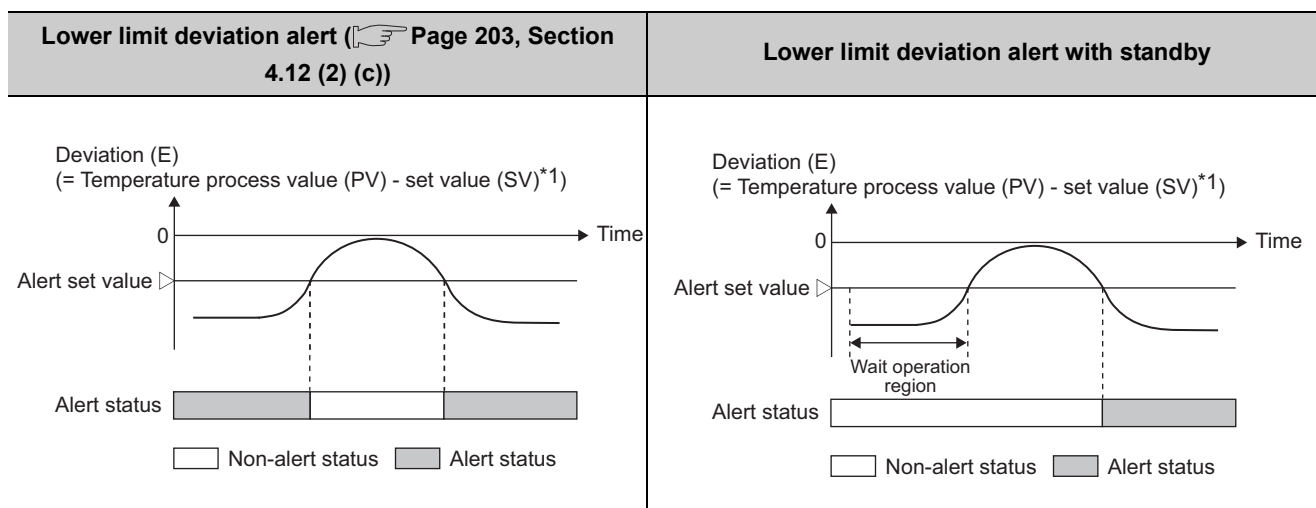 Lower limit deviation alert (Page 203, Section
4.12 (2) (c))
Lower limit deviation alert with standby
Deviation (E)
(= Temperature process value (PV) - set value (SV)*1)
0
Time
Alert set value
Alert status
Non-alert status
Alert status
Deviation (E)
(= Temperature process value (PV) - set value (SV)*1)
0
Time
Alert set value
Wait operation
region
Alert status
Non-alert status
Alert status